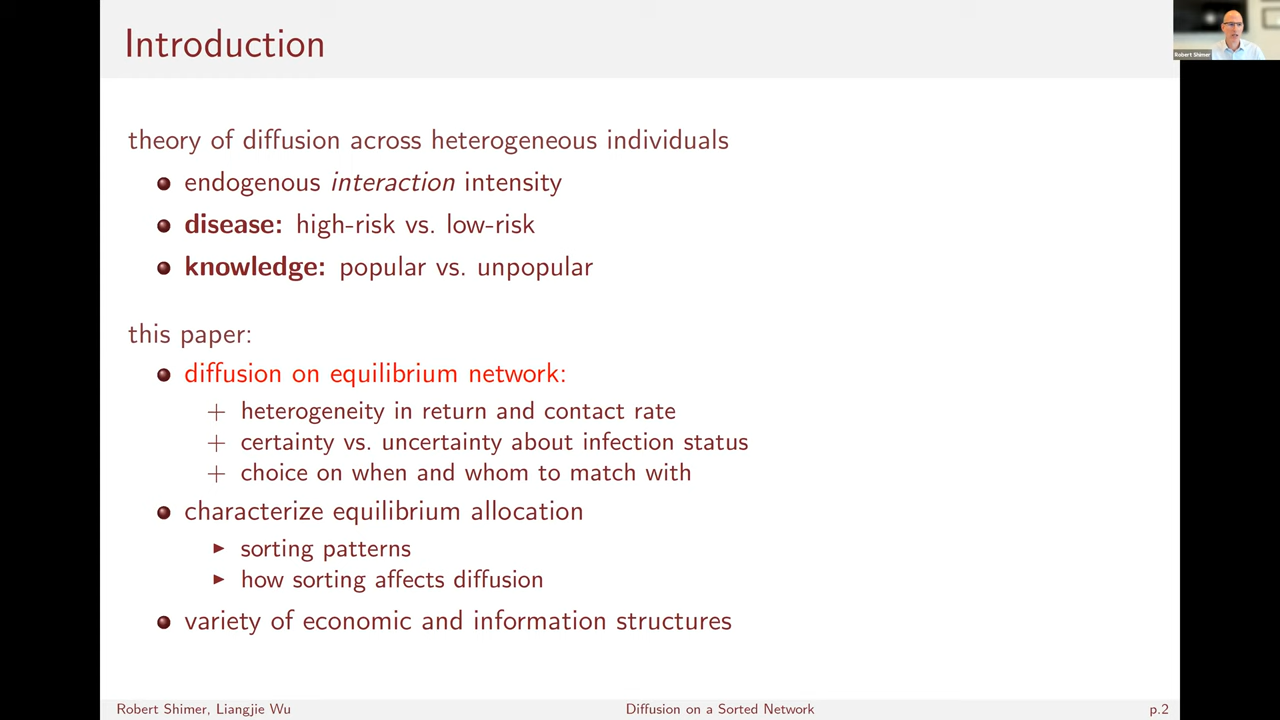 Introduction
Robert Shimer
theory of diffusion across heterogeneous individuals
endogenous interaction intensity
disease: high-risk vs. low-risk
knowledge: popular vs. unpopular
this paper:
diffusion on equilibrium network:
+ heterogeneity in return and contact rate
+ certainty vs. uncertainty about infection status
+ choice on when and whom to match with
characterize equilibrium allocation
sorting patterns
how sorting affects diffusion
variety of economic and information structures
Robert Shimer, Liangjie Wu
Diffusion on a Sorted Network
p.2